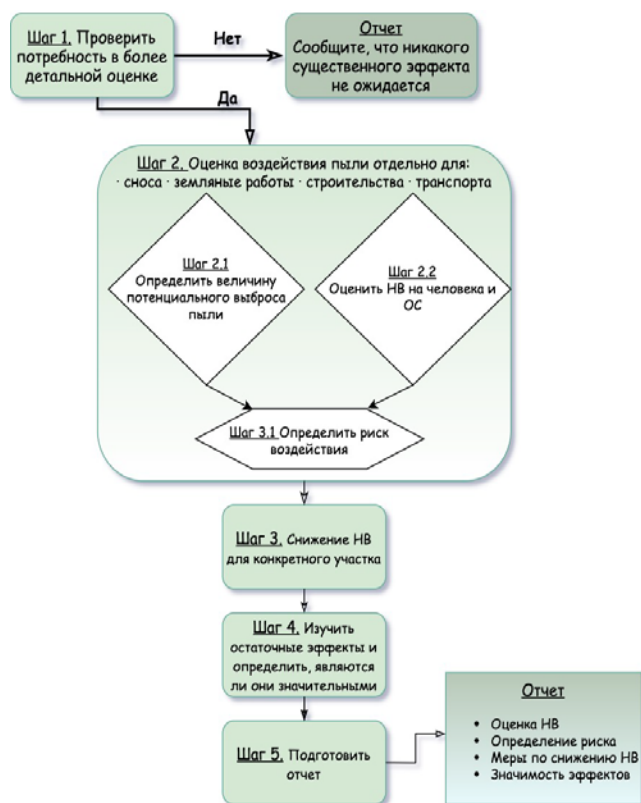 Шаг 1. Проверить
потребность в более
детальной оценке
Нет
Отчет
Сообщите, что никакого
существенного эффекта
не ожидается
Да
Шаг 2. Оценка воздействия пыли отдельно для:
· сноса · земляные работы · строительства · транспорта
Шаг 2.1
Определить величину
потенциального выброса
пыли
Шаг 2.2
Оценить НВ на человека и
ОС
Шаг 3.1 Определить риск
воздействия
Шаг 3. Снижение НВ
для конкретного участка
Шаг 4. Изучить
остаточные эффекты и
определить, являются
ли они значительными
Шаг 5. Подготовить
отчет
Отчет
• Оценка НВ
• Определение риска
• Меры по снижению НВ
• Значимость эффектов